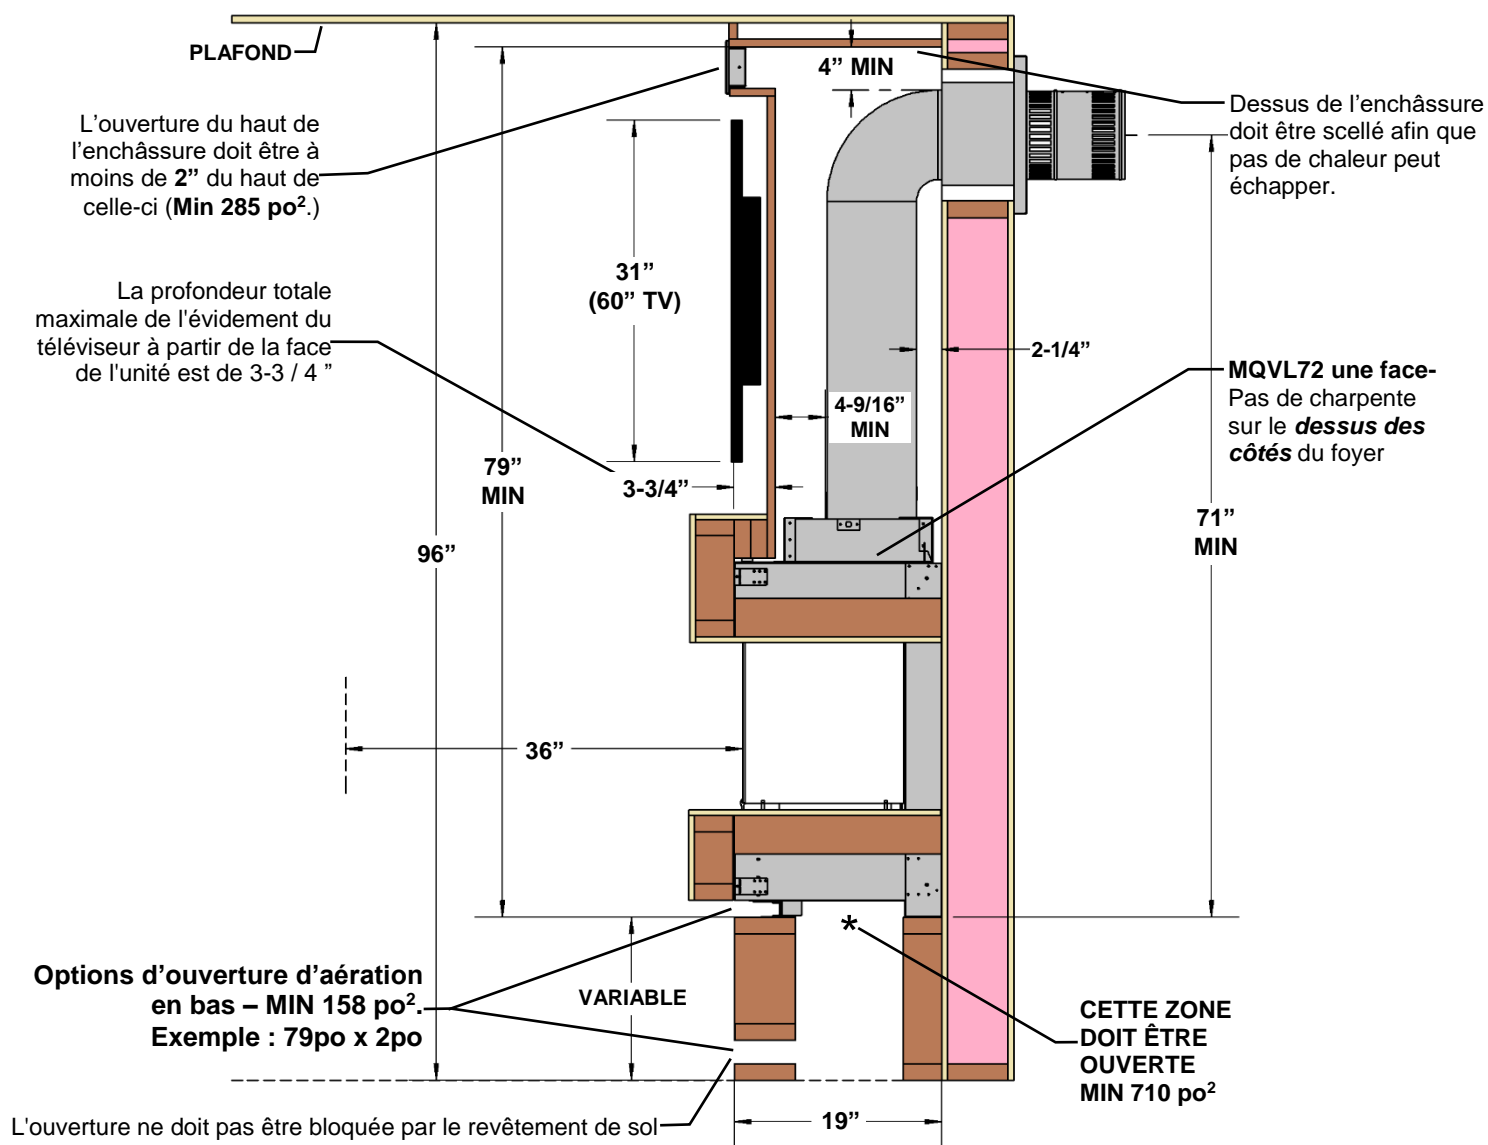 PLAFOND
4” MIN
L'ouverture du haut de
l’enchâssure doit être à
moins de 2” du haut de
celle-ci (Min 285 po².)
Dessus de l’enchâssure
doit être scellé afin que
pas de chaleur peut
échapper.
31”
(60” TV)
La profondeur totale
maximale de l'évidement du
téléviseur à partir de la face
de l'unité est de 3-3 / 4 ”
2-1/4”
MQVL72 une face-
Pas de charpente
sur le dessus des
côtés du foyer
4-9/16”
MIN
79”
MIN
3-3/4”
71”
MIN
96”
36”
*
Options d’ouverture d’aération
en bas – MIN 158 po².
Exemple : 79po x 2po
VARIABLE
CETTE ZONE
DOIT ÊTRE
OUVERTE
MIN 710 po²
L'ouverture ne doit pas être bloquée par le revêtement de sol
19”